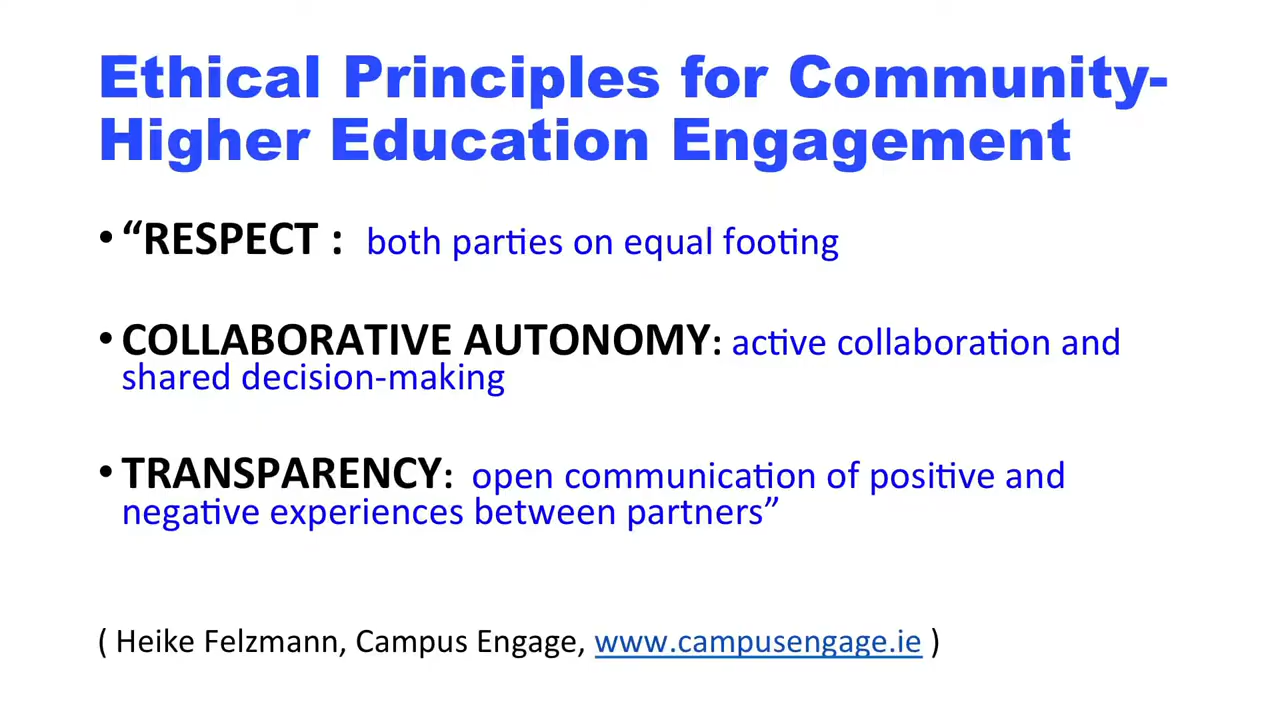 Ethical Principles for Community-
Higher Education Engagement
• “RESPECT : both parties on equal footing
• COLLABORATIVE AUTONOMY: active collaboration and
shared decision-making
• TRANSPARENCY: open communication of positive and
negative experiences between partners”
( Heike Felzmann, Campus Engage, www.campusengage.ie )